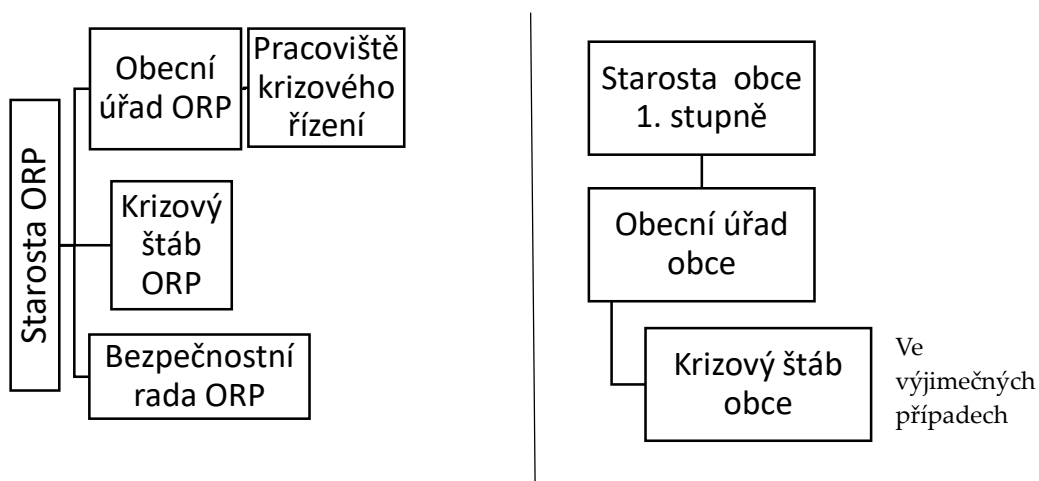 Starosta ORP
Obecní
úřad ORP
Pracoviště
krizového
řízení
Krizový
štáb
ORP
Bezpečnostní
rada ORP
Starosta obce
1. stupně
Obecní úřad
obce
Krizový štáb
obce
Ve
výjimečných
případech